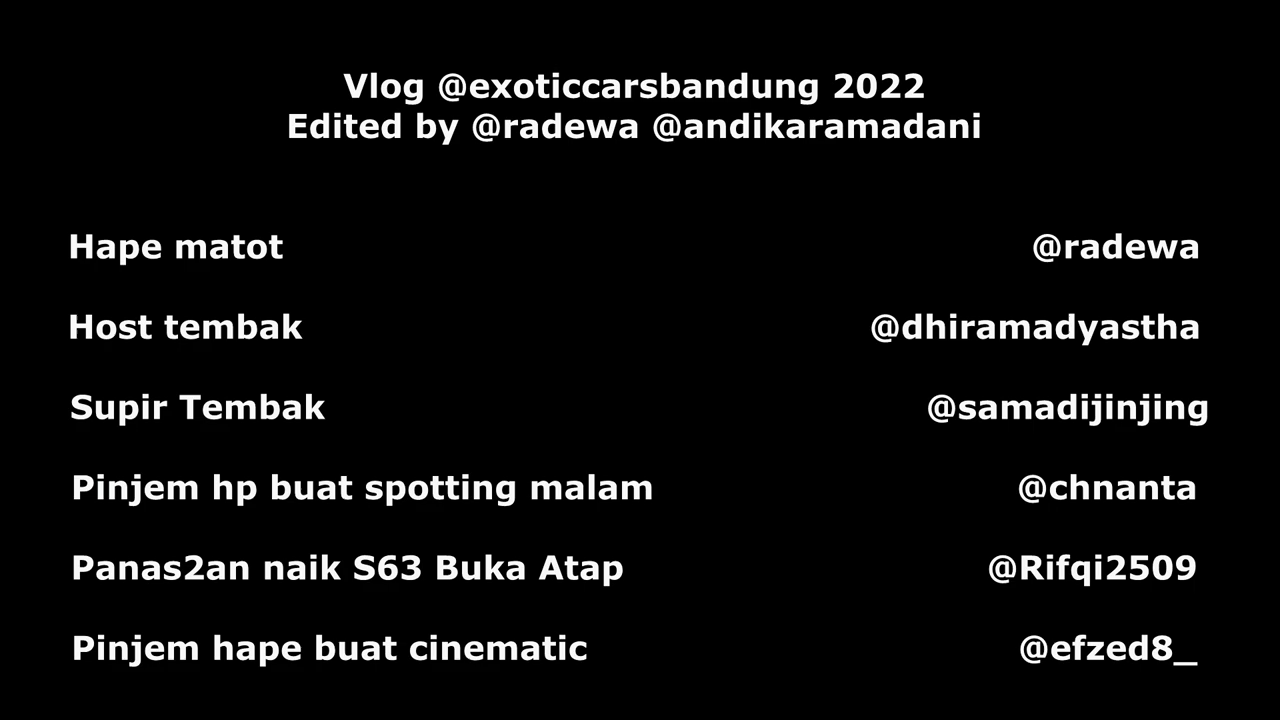 Vlog @exoticcarsbandung 2022
Edited by @radewa @andikaramadani
Hape matot @radewa
Host tembak @dhiramadyastha
Supir Tembak @samadijinjing
Pinjem hp buat spotting malam @chnanta
Panas2an naik S63 Buka Atap @Rifqi2509
Pinjem hape buat cinematic @efzed8_